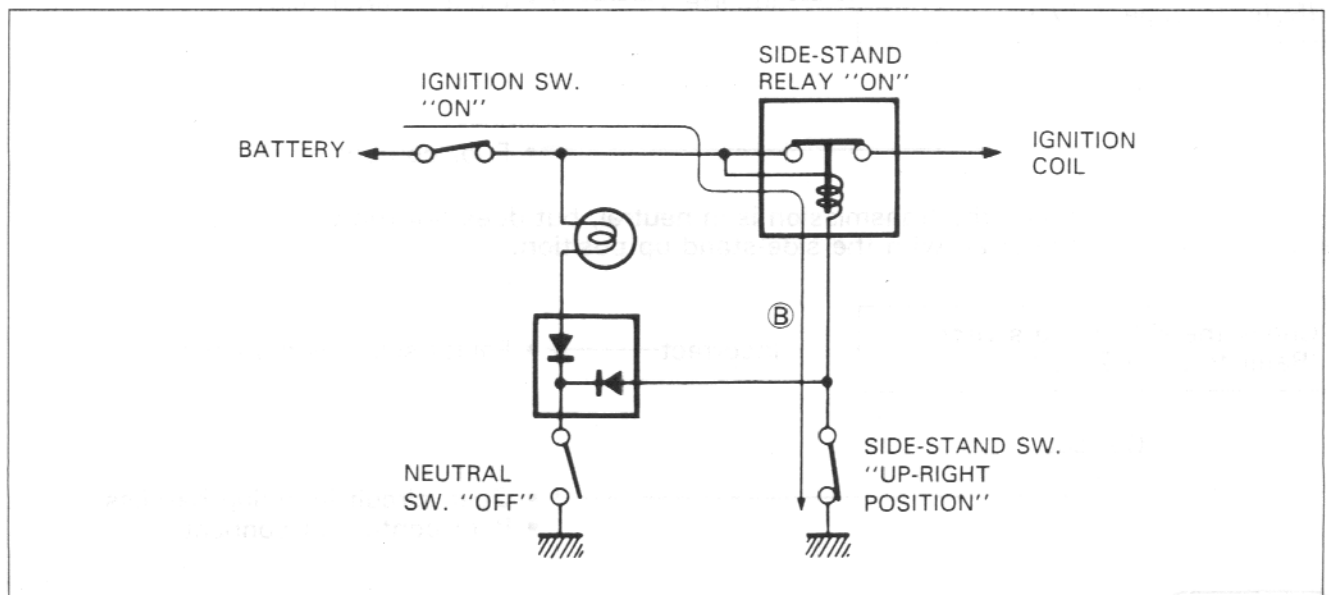 SIDE-STAND
RELAY "ON"
IGNITION SW.
"ON"
BATTERY
IGNITION
COIL
Ⓑ
NEUTRAL
SW. "OFF"
SIDE-STAND SW.
"UP-RIGHT
POSITION"